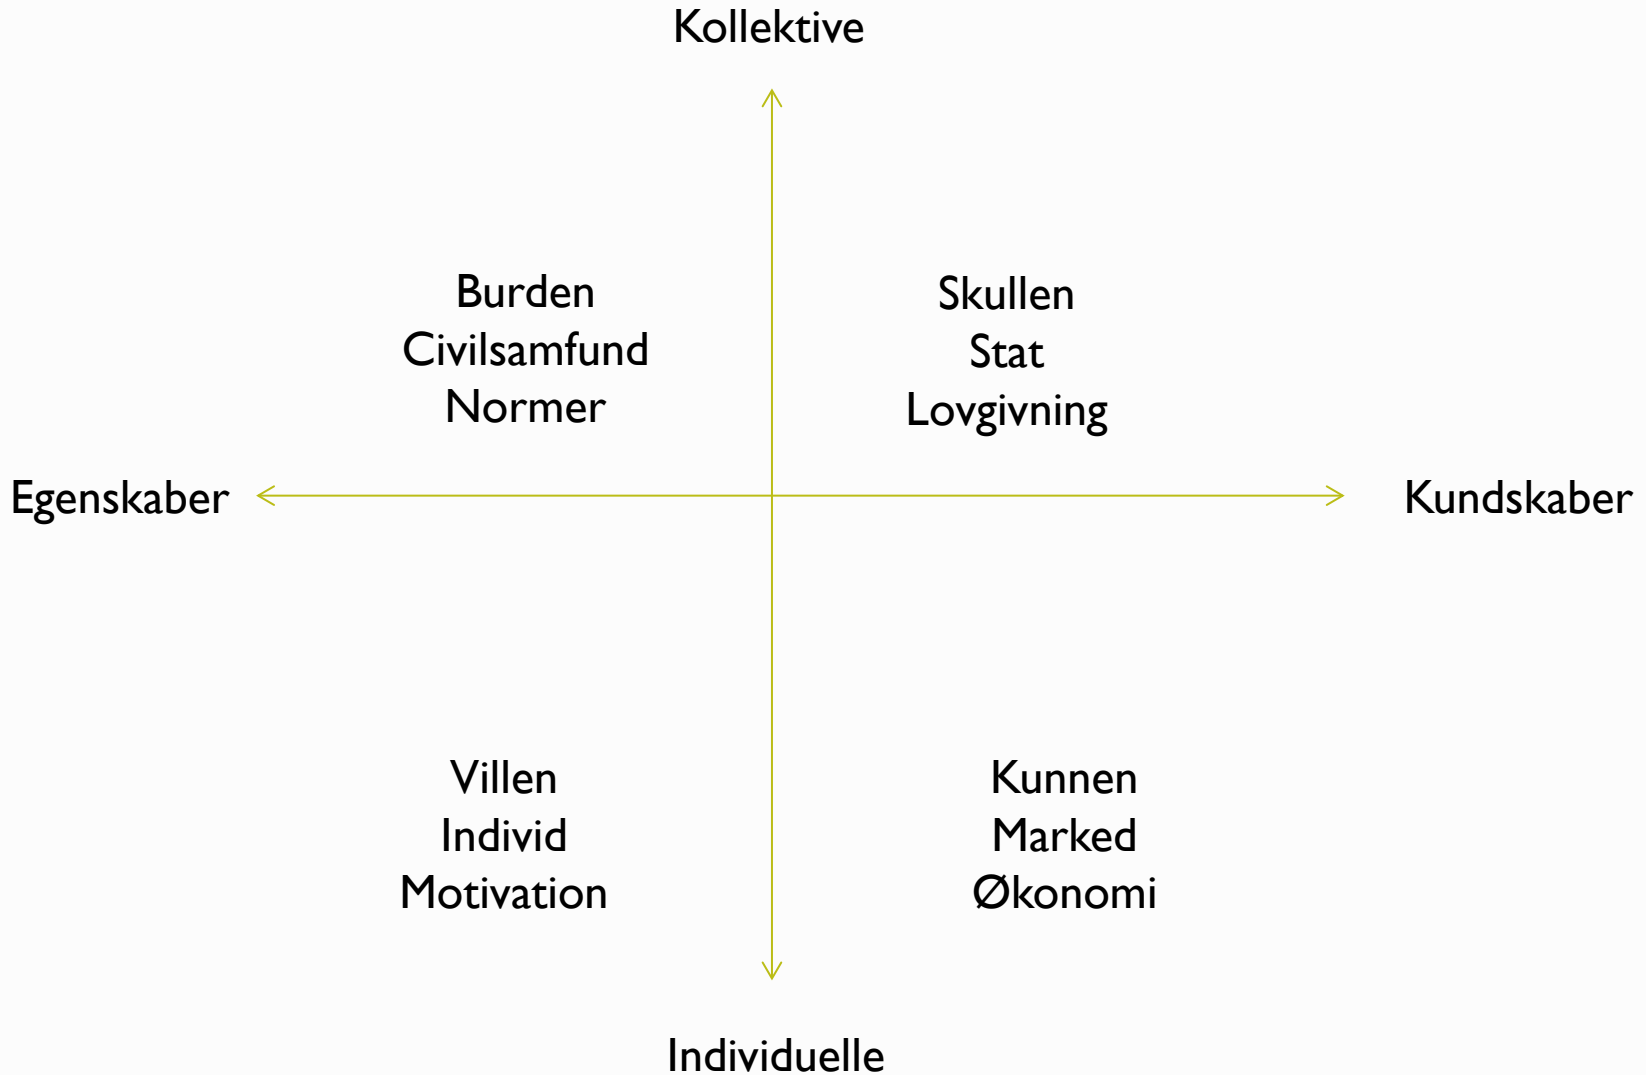 Kollektive
Burden
Civilsamfund
Normer
Skullen
Stat
Lovgivning
Egenskaber
Kundskaber
Villen
Individ
Motivation
Kunnen
Marked
Økonomi
Individuelle